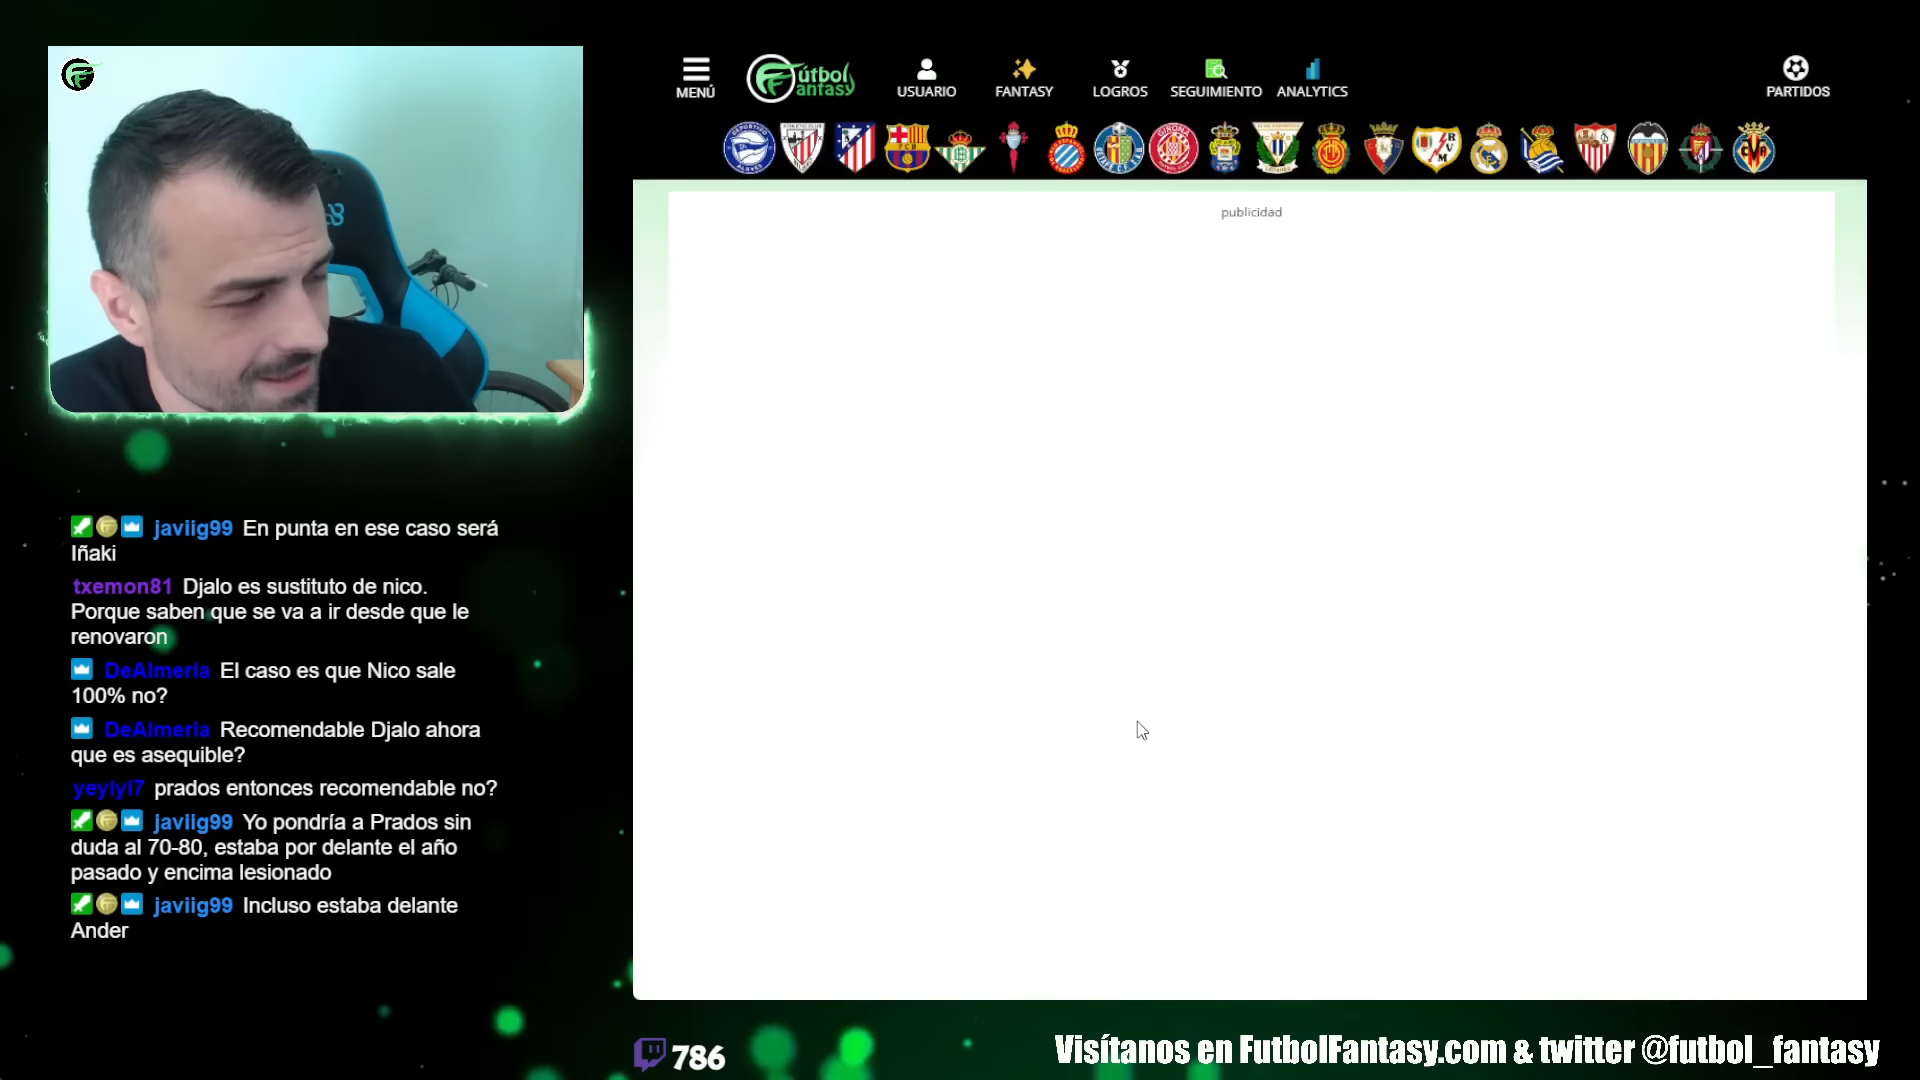 MENÚ
Fútbol Fantasy
USUARIO
FANTASY
LOGROS
SEGUIMIENTO
ANALYTICS
PARTIDOS
publicidad
javiig99 En punta en ese caso será
Iñaki
txemon81 Djalo es sustituto de nico.
Porque saben que se va a ir desde que le
renovaron
DeAlmeria El caso es que Nico sale
100% no?
DeAlmeria Recomendable Djalo ahora
que es asequible?
yeylyi7 prados entonces recomendable no?
javiig99 Yo pondría a Prados sin
duda al 70-80, estaba por delante el año
pasado y encima lesionado
javiig99 Incluso estaba delante
Ander
786
Visítanos en FutbolFantasy.com & twitter @futbol_fantasy